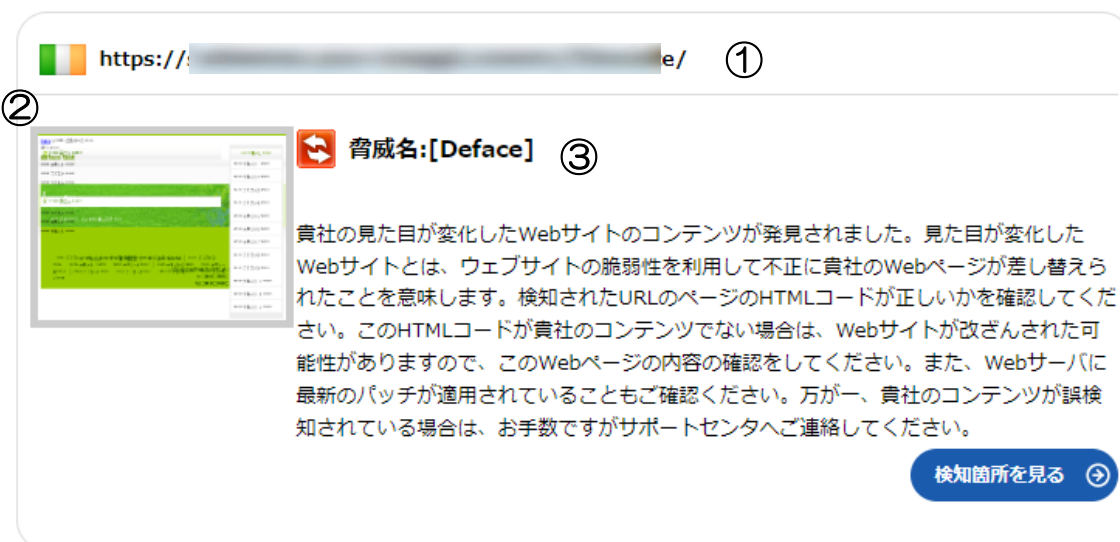 https:// e/ ①
②
脅威名:[Deface] ③
貴社の見た目が変化したWebサイトのコンテンツが発見されました。見た目が変化した
Webサイトとは、ウェブサイトの脆弱性を利用して不正に貴社のWebページが差し替えら
れたことを意味します。検知されたURLのページのHTMLコードが正しいかを確認してくだ
さい。このHTMLコードが貴社のコンテンツでない場合は、Webサイトが改ざんされた可
能性がありますので、このWebページの内容の確認をしてください。また、Webサーバに
最新のパッチが適用されていることもご確認ください。万が一、貴社のコンテンツが誤検
知されている場合は、お手数ですがサポートセンタへご連絡してください。
検知箇所を見る